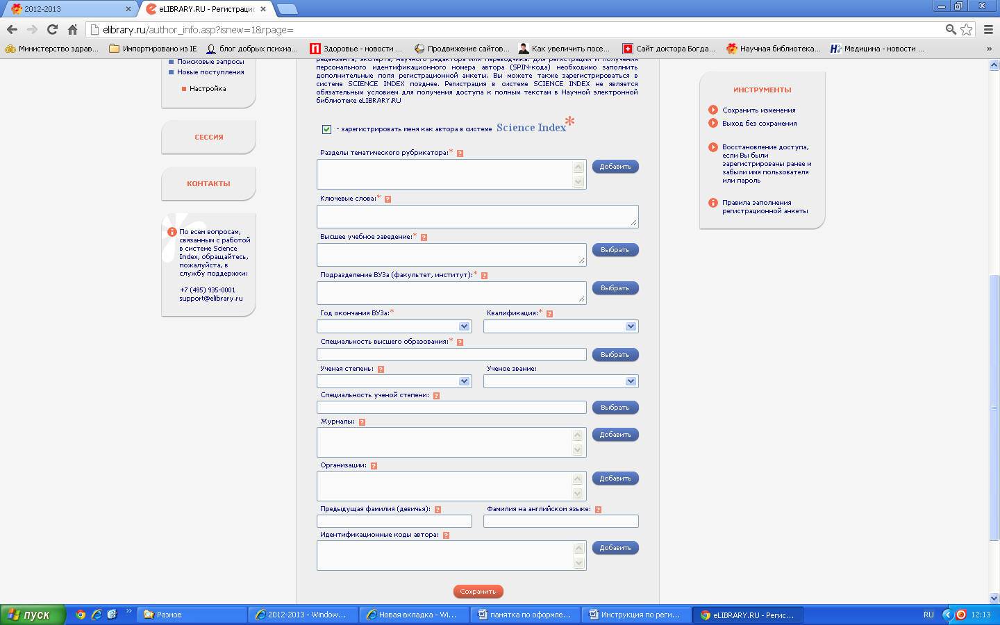 2012-2013
eLIBRARY.RU - Регистрацис
elibrary.ru/author_info.asp?isnew=1&rpage=
Министерство здрав...
Импортировано из IE
блог добрых психиа...
Здоровье - новости ...
Продвижение сайтов...
Как увеличить посе...
Сайт доктора Богда...
Научная библиотека...
Медицина - новости ...
Поисковые запросы
Новые поступления
Настройка
СЕССИЯ
КОНТАКТЫ
По всем вопросам,
связанным с работой
в системе Science
Index, обращайтесь,
пожалуйста, в
службу поддержки:
+7 (495) 935-0001
support@elibrary.ru
рецензента, эксперта, научного редактора или переводчика. Для регистрации и получения
персонального идентификационного номера автора (SPIN-кода) необходимо заполнить
дополнительные поля регистрационной анкеты. Вы можете также зарегистрироваться в
системе SCIENCE INDEX позднее. Регистрация в системе SCIENCE INDEX не является
обязательным условием для получения доступа к полным текстам в Научной электронной
библиотеке eLIBRARY.RU
- зарегистрировать меня как автора в системе Science Index*
Разделы тематического рубрикатора:* ?
Добавить
Ключевые слова:* ?
Высшее учебное заведение:* ?
Выбрать
Подразделение ВУЗа (факультет, институт):* ?
Выбрать
Год окончания ВУЗа:* Квалификация:* ?
Специальность высшего образования:* ?
Выбрать
Ученая степень: ? Ученое звание:
Специальность ученой степени: ?
Выбрать
Журналы: ?
Добавить
Организации: ?
Добавить
Предыдущая фамилия (девичья): ? Фамилия на английском языке: ?
Идентификационные коды автора: ?
Добавить
Сохранить
ИНСТРУМЕНТЫ
Сохранить изменения
Выход без сохранения
Восстановление доступа,
если Вы были
зарегистрированы ранее и
забыли имя пользователя
или пароль
Правила заполнения
регистрационной анкеты
пуск
Разное
2012-2013 - Window...
Новая вкладка - Wi...
памятка по оформле...
Инструкция по реги...
eLIBRARY.RU - Регис...
RU
12:13